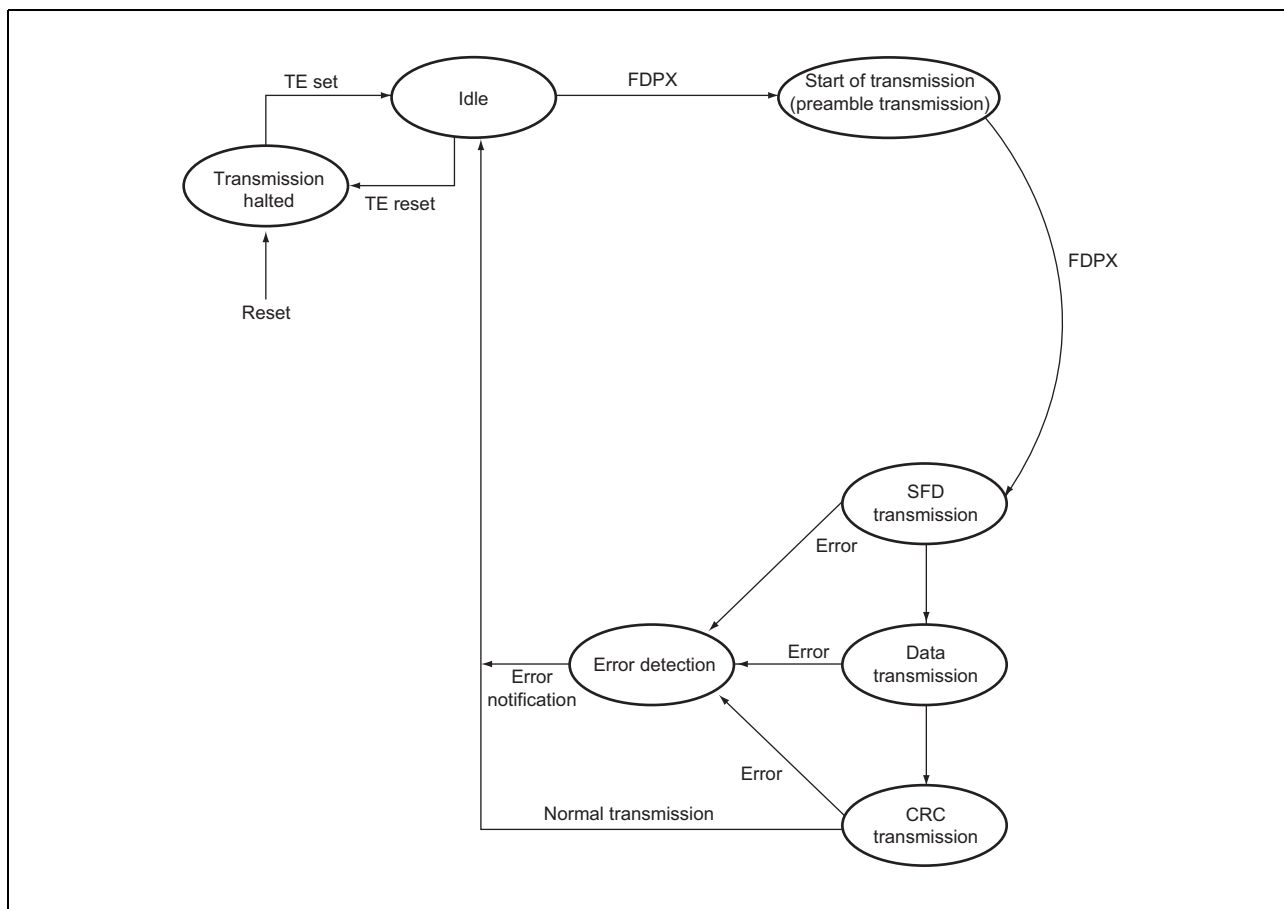 TE set
Idle
FDPX
Start of transmission
(preamble transmission)
Transmission
halted
TE reset
FDPX
Reset
SFD
transmission
Error
Error detection
Error
Data
transmission
Error
notification
Error
Normal transmission
CRC
transmission